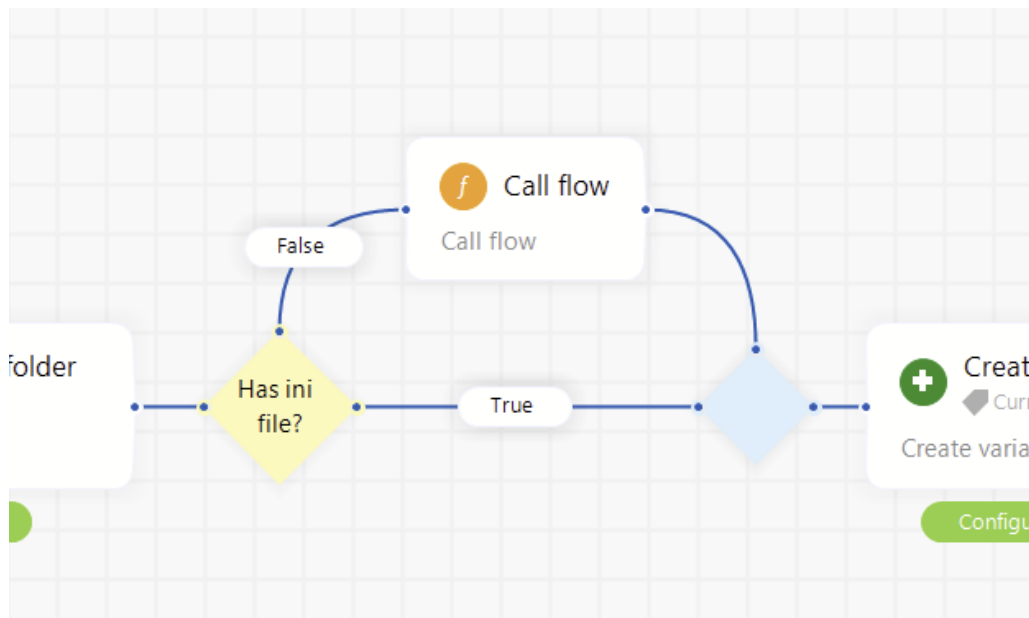 Call flow
Call flow
False
folder
Has ini
file?
True
Creat
Curr
Create varia
Configu